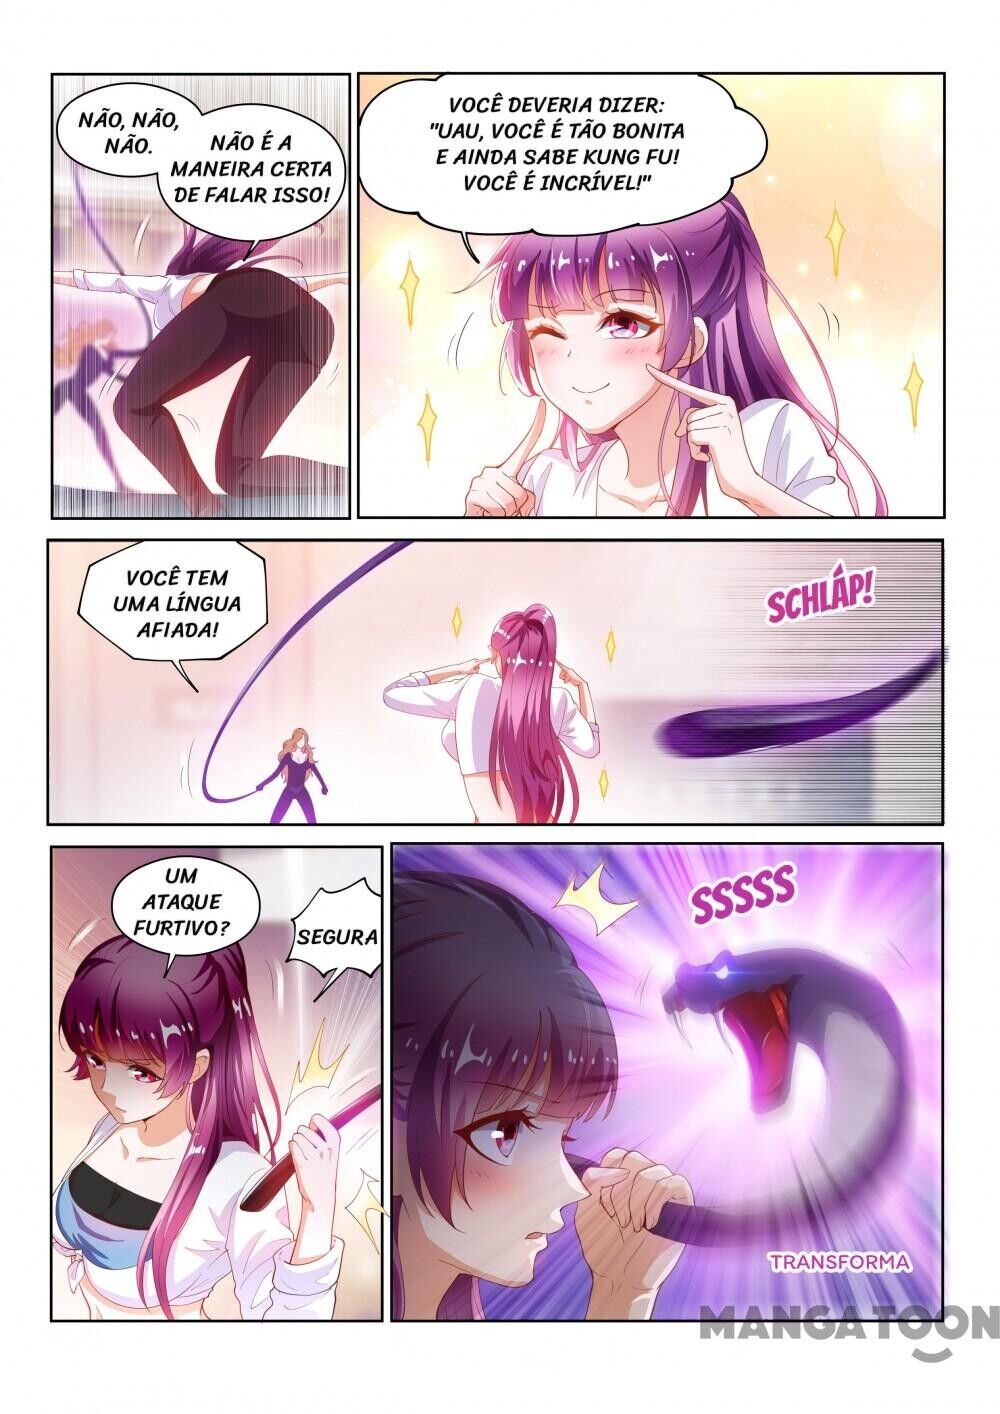 NÃO, NÃO,
NÃO.
NÃO É A
MANEIRA CERTA
DE FALAR ISSO!
VOCÊ DEVERIA DIZER:
"UAU, VOCÊ É TÃO BONITA
E AINDA SABE KUNG FU!
VOCÊ É INCRÍVEL!"
VOCÊ TEM
UMA LÍNGUA
AFIADA!
SCHLÁP!
UM
ATAQUE
FURTIVO?
SEGURA
SSSSS
TRANSFORMA
MANGATOON